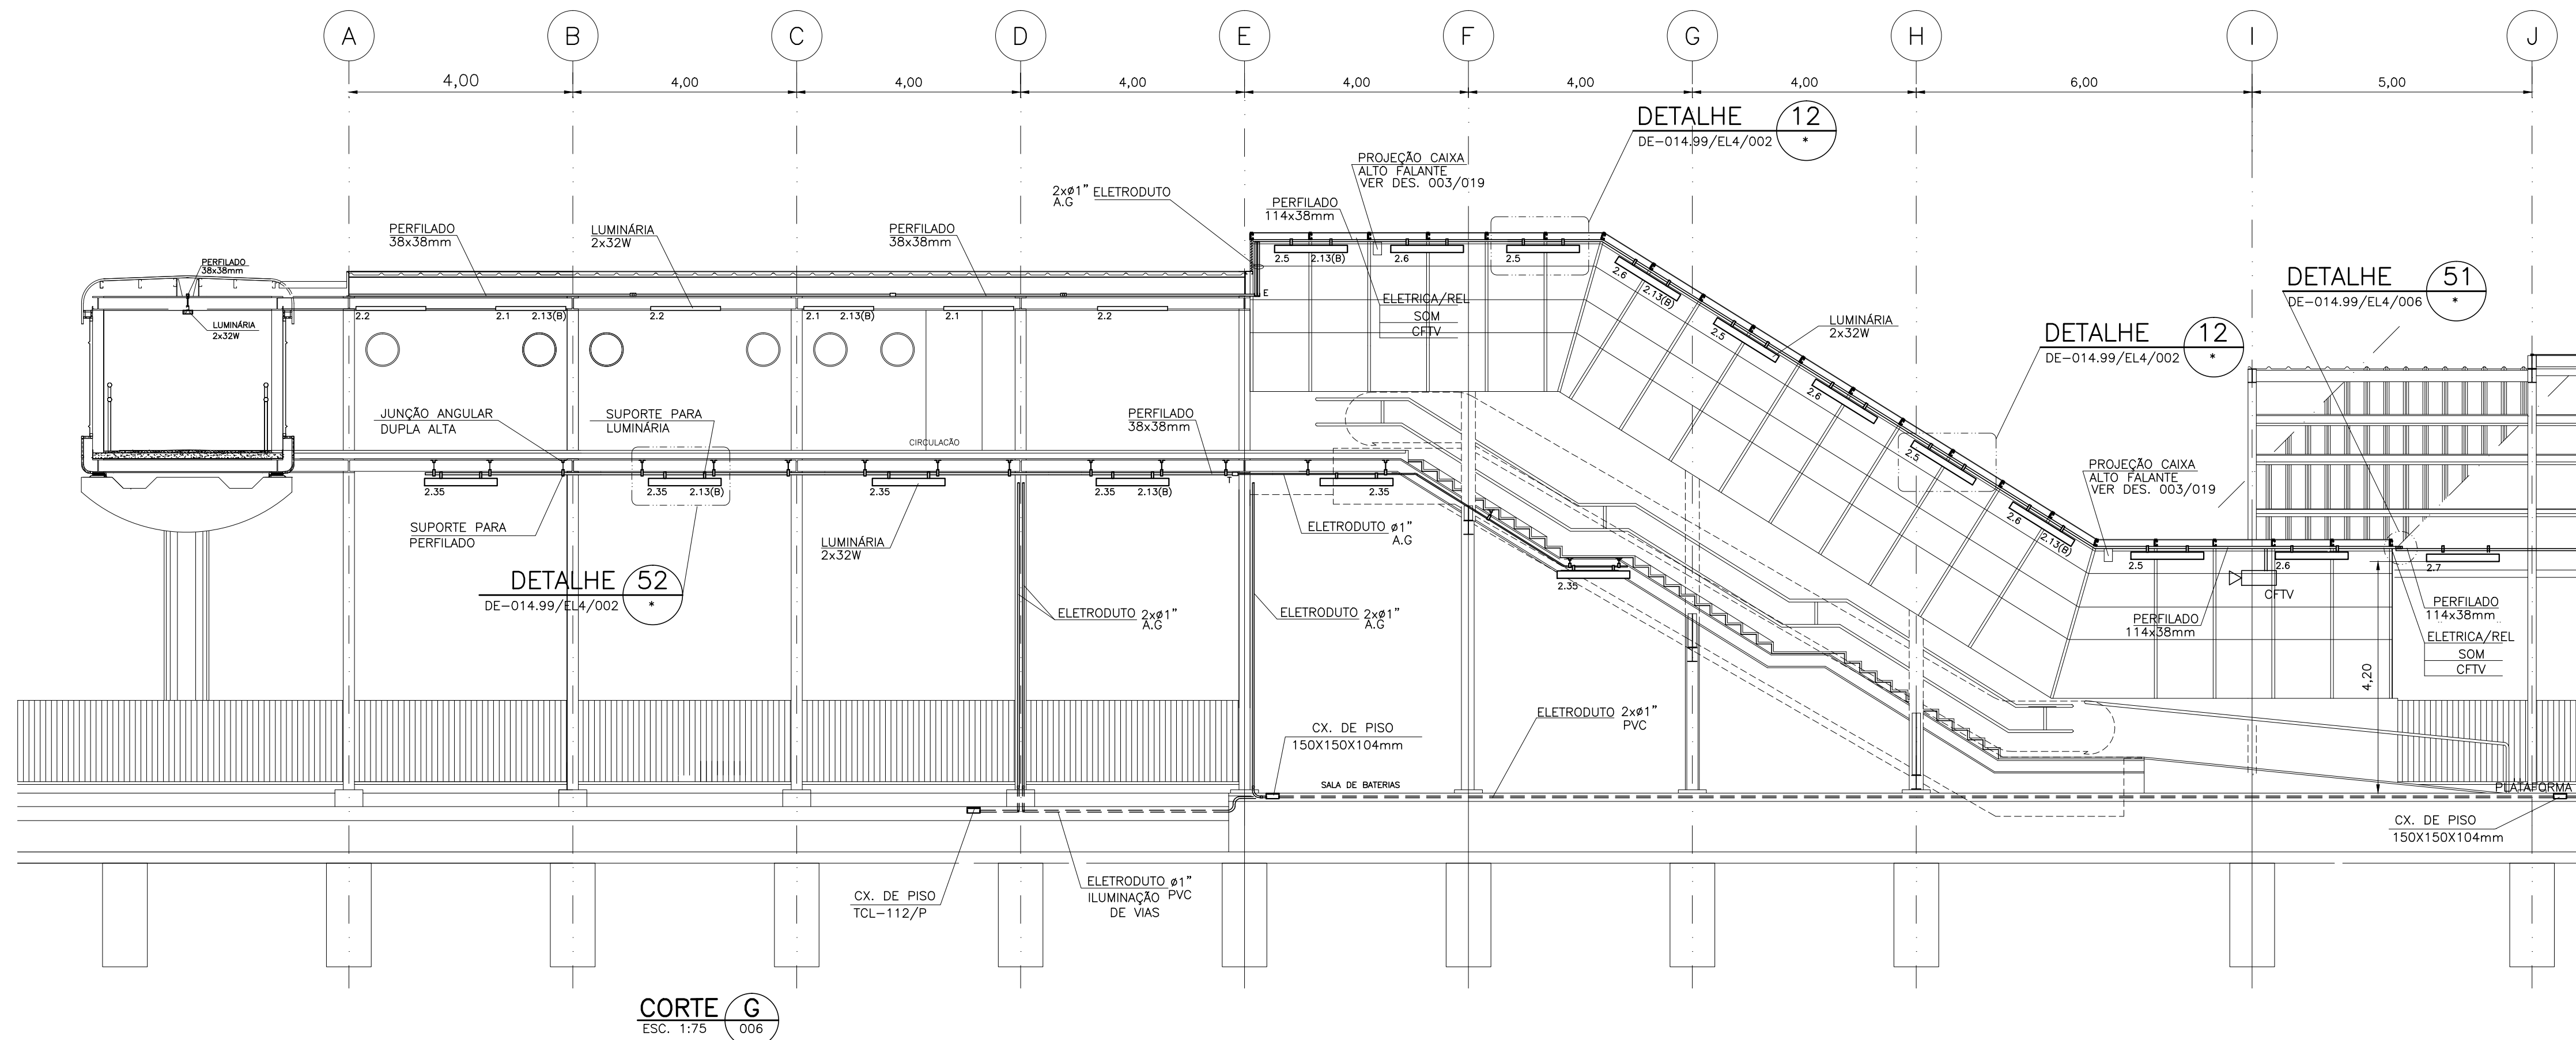 A
B
C
D
E
F
G
H
I
J
4,00
4,00
4,00
4,00
4,00
4,00
4,00
6,00
5,00
DETALHE 12
DE-014.99/EL4/002 *
PROJEÇÃO CAIXA
ALTO FALANTE
VER DES. 003/019
2xø1" ELETRODUTO
A.G
PERFILADO
114x38mm
PERFILADO
38x38mm
LUMINÁRIA
2x32W
PERFILADO
38x38mm
PERFILADO
38x38mm
LUMINÁRIA
2x32W
2.5
2.13(B)
2.6
2.5
2.6
2.13(B)
2.5
2.6
2.5
2.6
2.13(B)
E
ELETRICA/REL
SOM
CFTV
LUMINÁRIA
2x32W
DETALHE 12
DE-014.99/EL4/002 *
DETALHE 51
DE-014.99/EL4/006 *
2.2
2.1
2.13(B)
2.2
2.1
2.13(B)
2.1
2.2
JUNÇÃO ANGULAR
DUPLA ALTA
SUPORTE PARA
LUMINÁRIA
CIRCULAÇÃO
PERFILADO
38x38mm
PROJEÇÃO CAIXA
ALTO FALANTE
VER DES. 003/019
2.35
2.35
2.13(B)
2.35
2.35
2.13(B)
T
2.35
2.35
SUPORTE PARA
PERFILADO
LUMINÁRIA
2x32W
ELETRODUTO ø1"
A.G
DETALHE 52
DE-014.99/EL4/002 *
ELETRODUTO 2xø1"
A.G
ELETRODUTO 2xø1"
A.G
2.5
2.6
2.7
CFTV
PERFILADO
114x38mm
PERFILADO
114x38mm
ELETRICA/REL
SOM
CFTV
4,20
ELETRODUTO 2xø1"
PVC
CX. DE PISO
150X150X104mm
SALA DE BATERIAS
PLATAFORMA
CX. DE PISO
150X150X104mm
CX. DE PISO
TCL-112/P
ELETRODUTO ø1"
ILUMINAÇÃO PVC
DE VIAS
CORTE G
ESC. 1:75 006